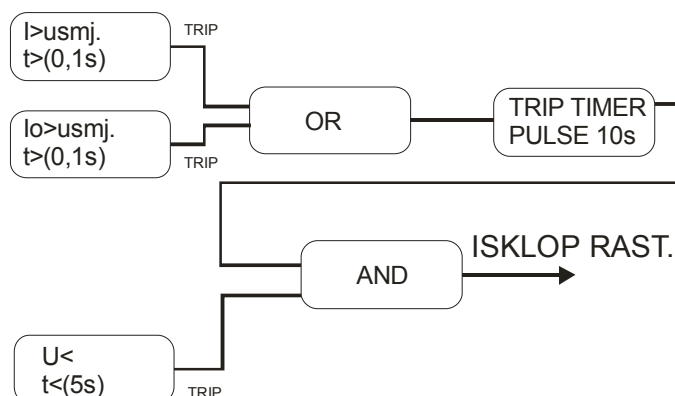 I>usmj.
t>(0,1s)
TRIP
Io>usmj.
t>(0,1s)
TRIP
OR
TRIP TIMER
PULSE 10s
AND
ISKLOP RAST.
U<
t<(5s)
TRIP